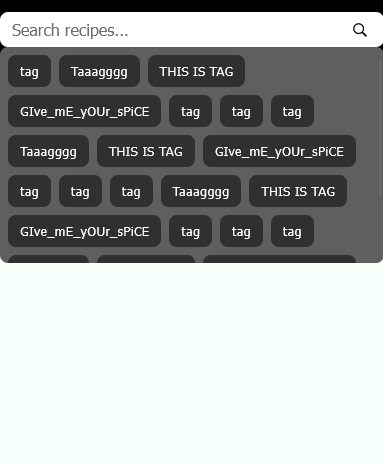 Search recipes...
tag Taaagggg THIS IS TAG
GIve_mE_yOUr_sPiCE tag tag tag
Taaagggg THIS IS TAG GIve_mE_yOUr_sPiCE
tag tag tag Taaagggg THIS IS TAG
GIve_mE_yOUr_sPiCE tag tag tag